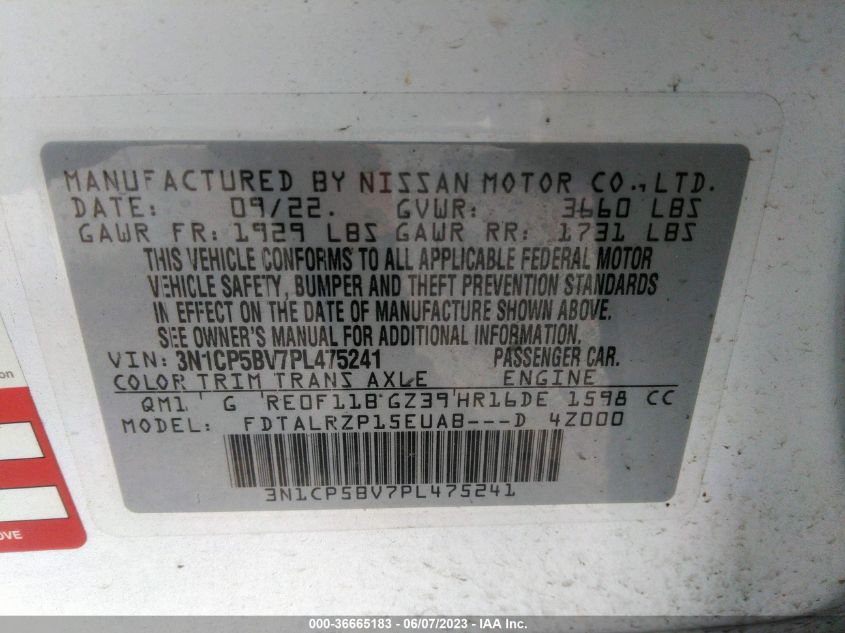 MANUFACTURED BY NISSAN MOTOR CO., LTD.
DATE: 09/22. GVWR: 3660 LBS
GAWR FR: 1929 LBS GAWR RR: 1731 LBS
THIS VEHICLE CONFORMS TO ALL APPLICABLE FEDERAL MOTOR
VEHICLE SAFETY, BUMPER AND THEFT PREVENTION STANDARDS
IN EFFECT ON THE DATE OF MANUFACTURE SHOWN ABOVE.
SEE OWNER'S MANUAL FOR ADDITIONAL INFORMATION.
VIN: 3N1CP5BV7PL475241 PASSENGER CAR.
COLOR TRIM TRANS AXLE ENGINE
QM1 G RE0F11B GZ39 HR16DE 1598 CC
MODEL: FDTALRZP15EUAB---D 4Z000
3N1CP5BV7PL475241
000-36665183 - 06/07/2023 - Copyright IAA, Inc.